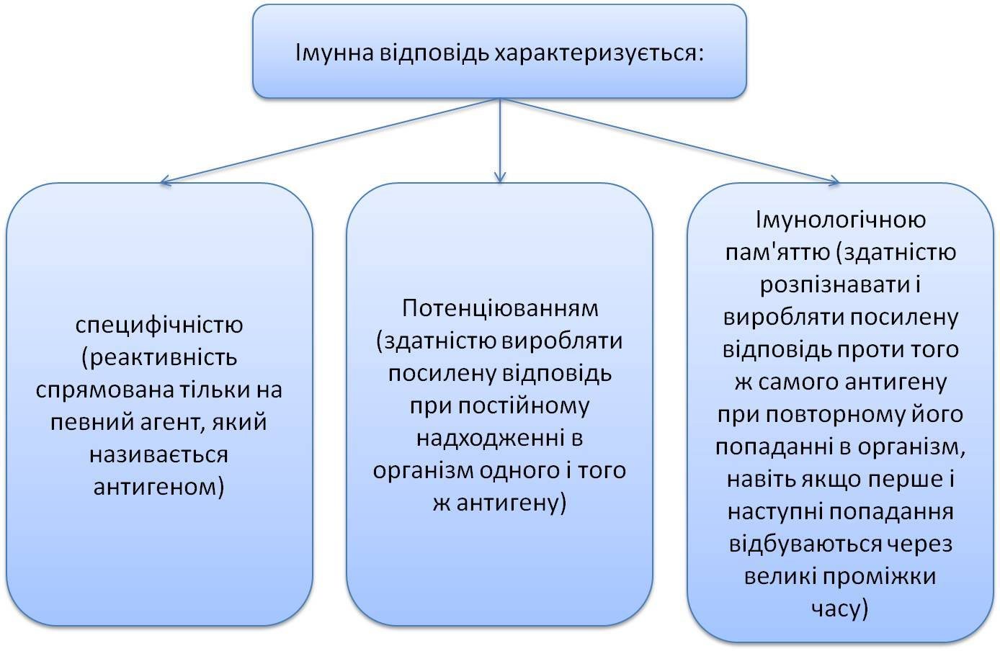 Імунна відповідь характеризується:
специфічністю
(реактивність
спрямована тільки на
певний агент, який
називається
антигеном)
Потенціюванням
(здатністю виробляти
посилену відповідь
при постійному
надходженні в
організм одного і того
ж антигену)
Імунологічною
пам'яттю (здатністю
розпізнавати і
виробляти посилену
відповідь проти того
ж самого антигену
при повторному його
попаданні в організм,
навіть якщо перше і
наступні попадання
відбуваються через
великі проміжки
часу)